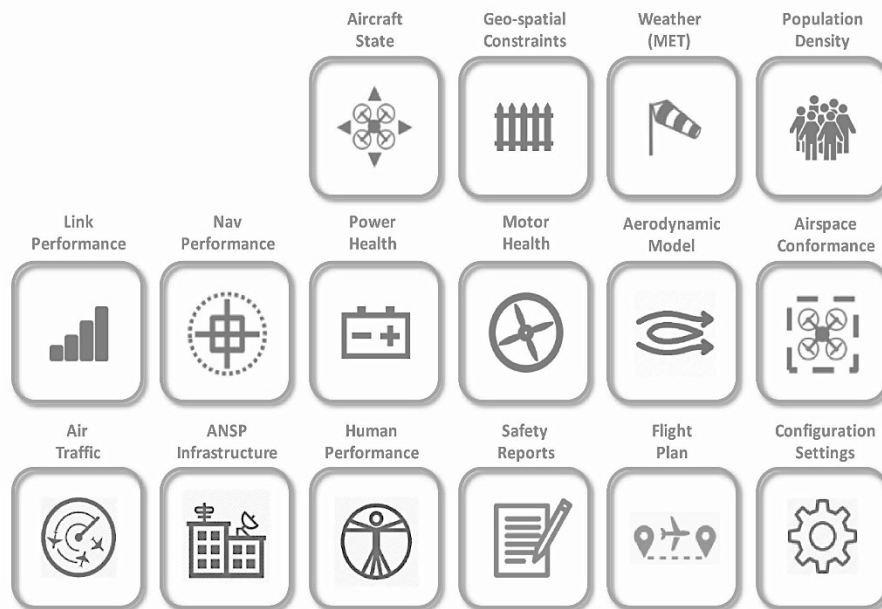 Aircraft
State
Geo-spatial
Constraints
Weather
(MET)
Population
Density
Link
Performance
Nav
Performance
Power
Health
Motor
Health
Aerodynamic
Model
Airspace
Conformance
Air
Traffic
ANSP
Infrastructure
Human
Performance
Safety
Reports
Flight
Plan
Configuration
Settings